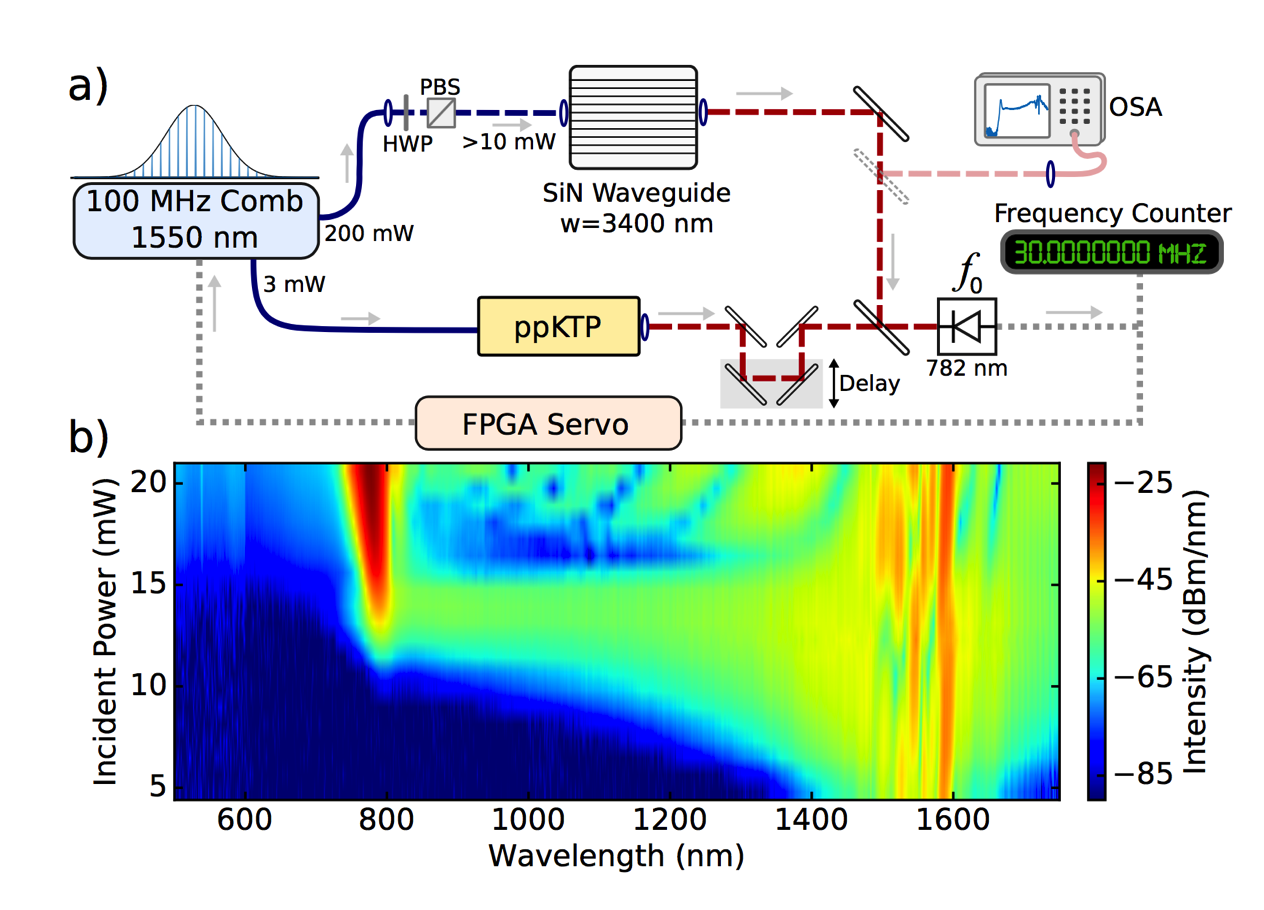 a)
PBS
HWP
>10 mW
OSA
SiN Waveguide
w=3400 nm
100 MHz Comb
1550 nm
200 mW
Frequency Counter
30.0000000 MHZ
3 mW
ppKTP
f0
782 nm
Delay
FPGA Servo
b)
20
15
10
5
Incident Power (mW)
600
800
1000
1200
1400
1600
Wavelength (nm)
−25
−45
−65
−85
Intensity (dBm/nm)